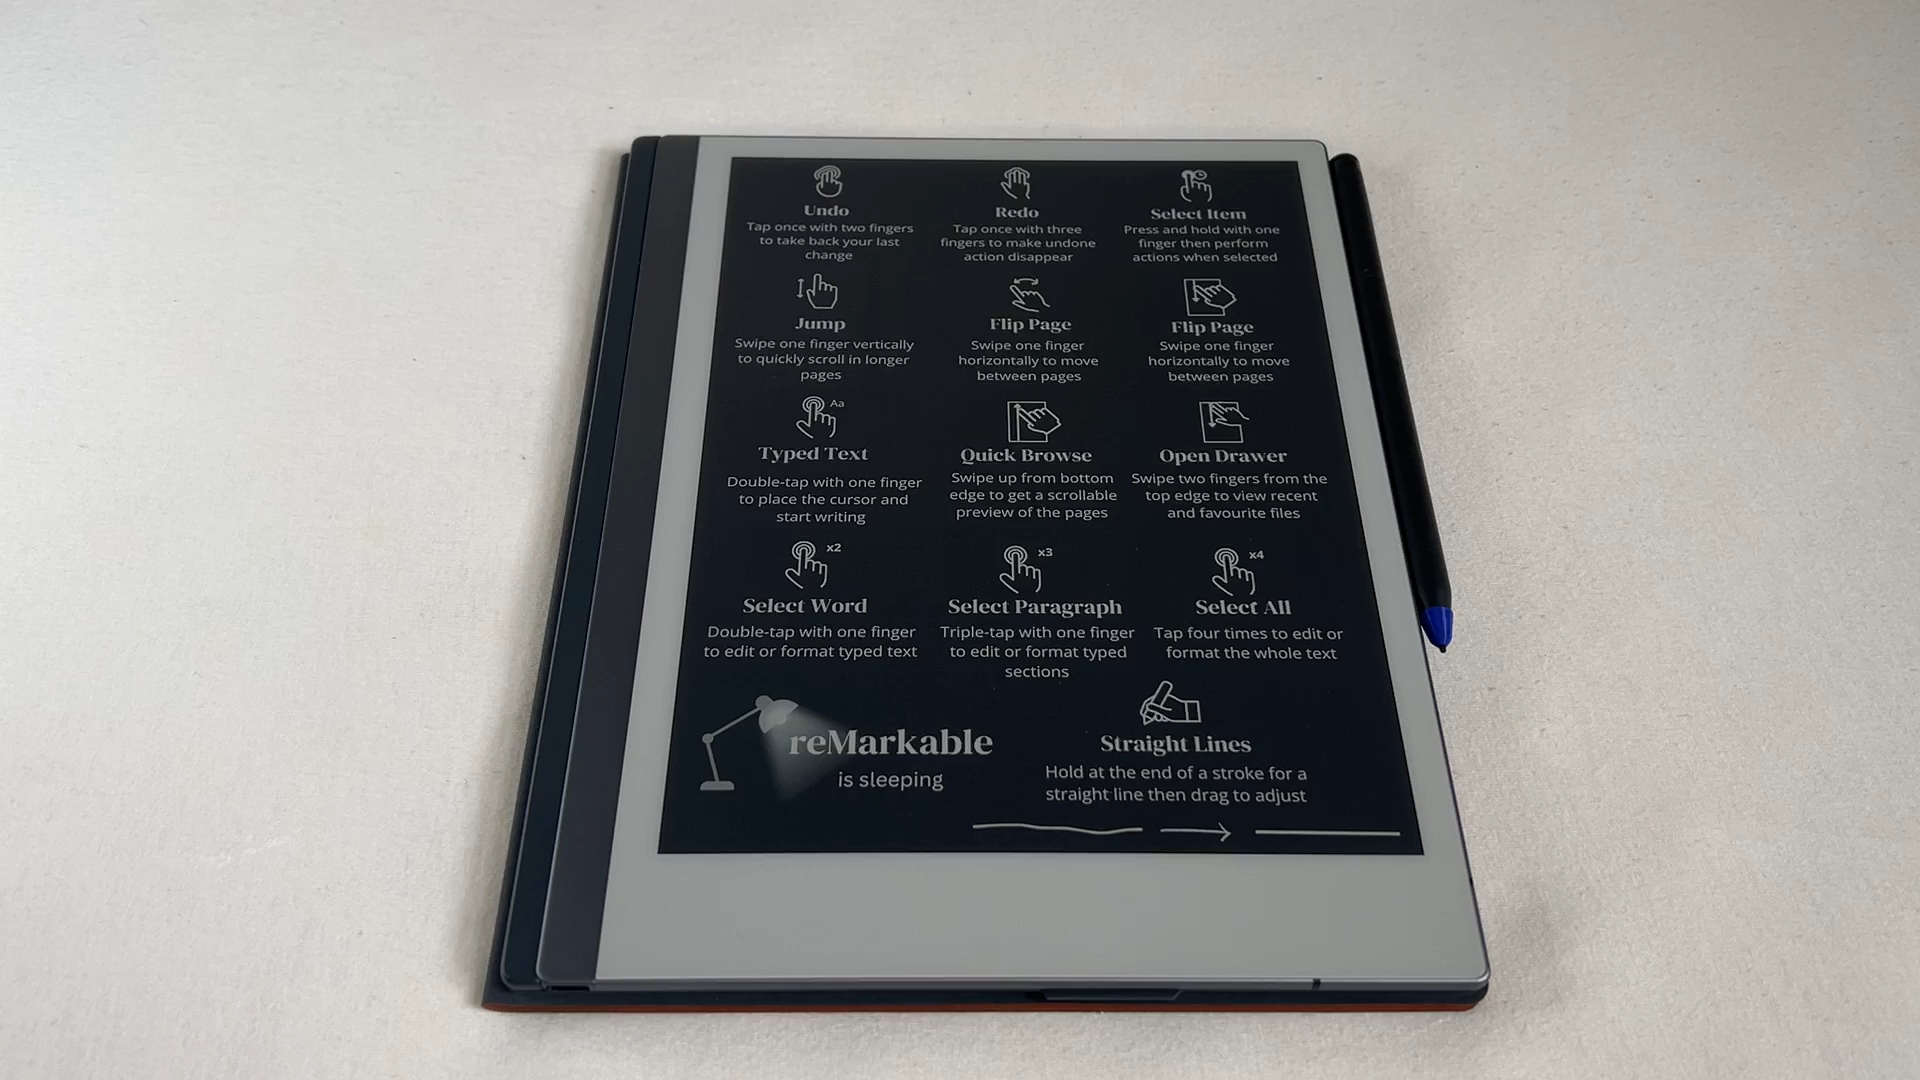 Undo
Tap once with two fingers
to take back your last
change
Redo
Tap once with three
fingers to make undone
action disappear
Select Item
Press and hold with one
finger then perform
actions when selected
Jump
Swipe one finger vertically
to quickly scroll in longer
pages
Flip Page
Swipe one finger
horizontally to move
between pages
Flip Page
Swipe one finger
horizontally to move
between pages
Aa
Typed Text
Double-tap with one finger
to place the cursor and
start writing
Quick Browse
Swipe up from bottom
edge to get a scrollable
preview of the pages
Open Drawer
Swipe two fingers from the
top edge to view recent
and favourite files
x2
Select Word
Double-tap with one finger
to edit or format typed text
x3
Select Paragraph
Triple-tap with one finger
to edit or format typed
sections
x4
Select All
Tap four times to edit or
format the whole text
reMarkable
is sleeping
Straight Lines
Hold at the end of a stroke for a
straight line then drag to adjust